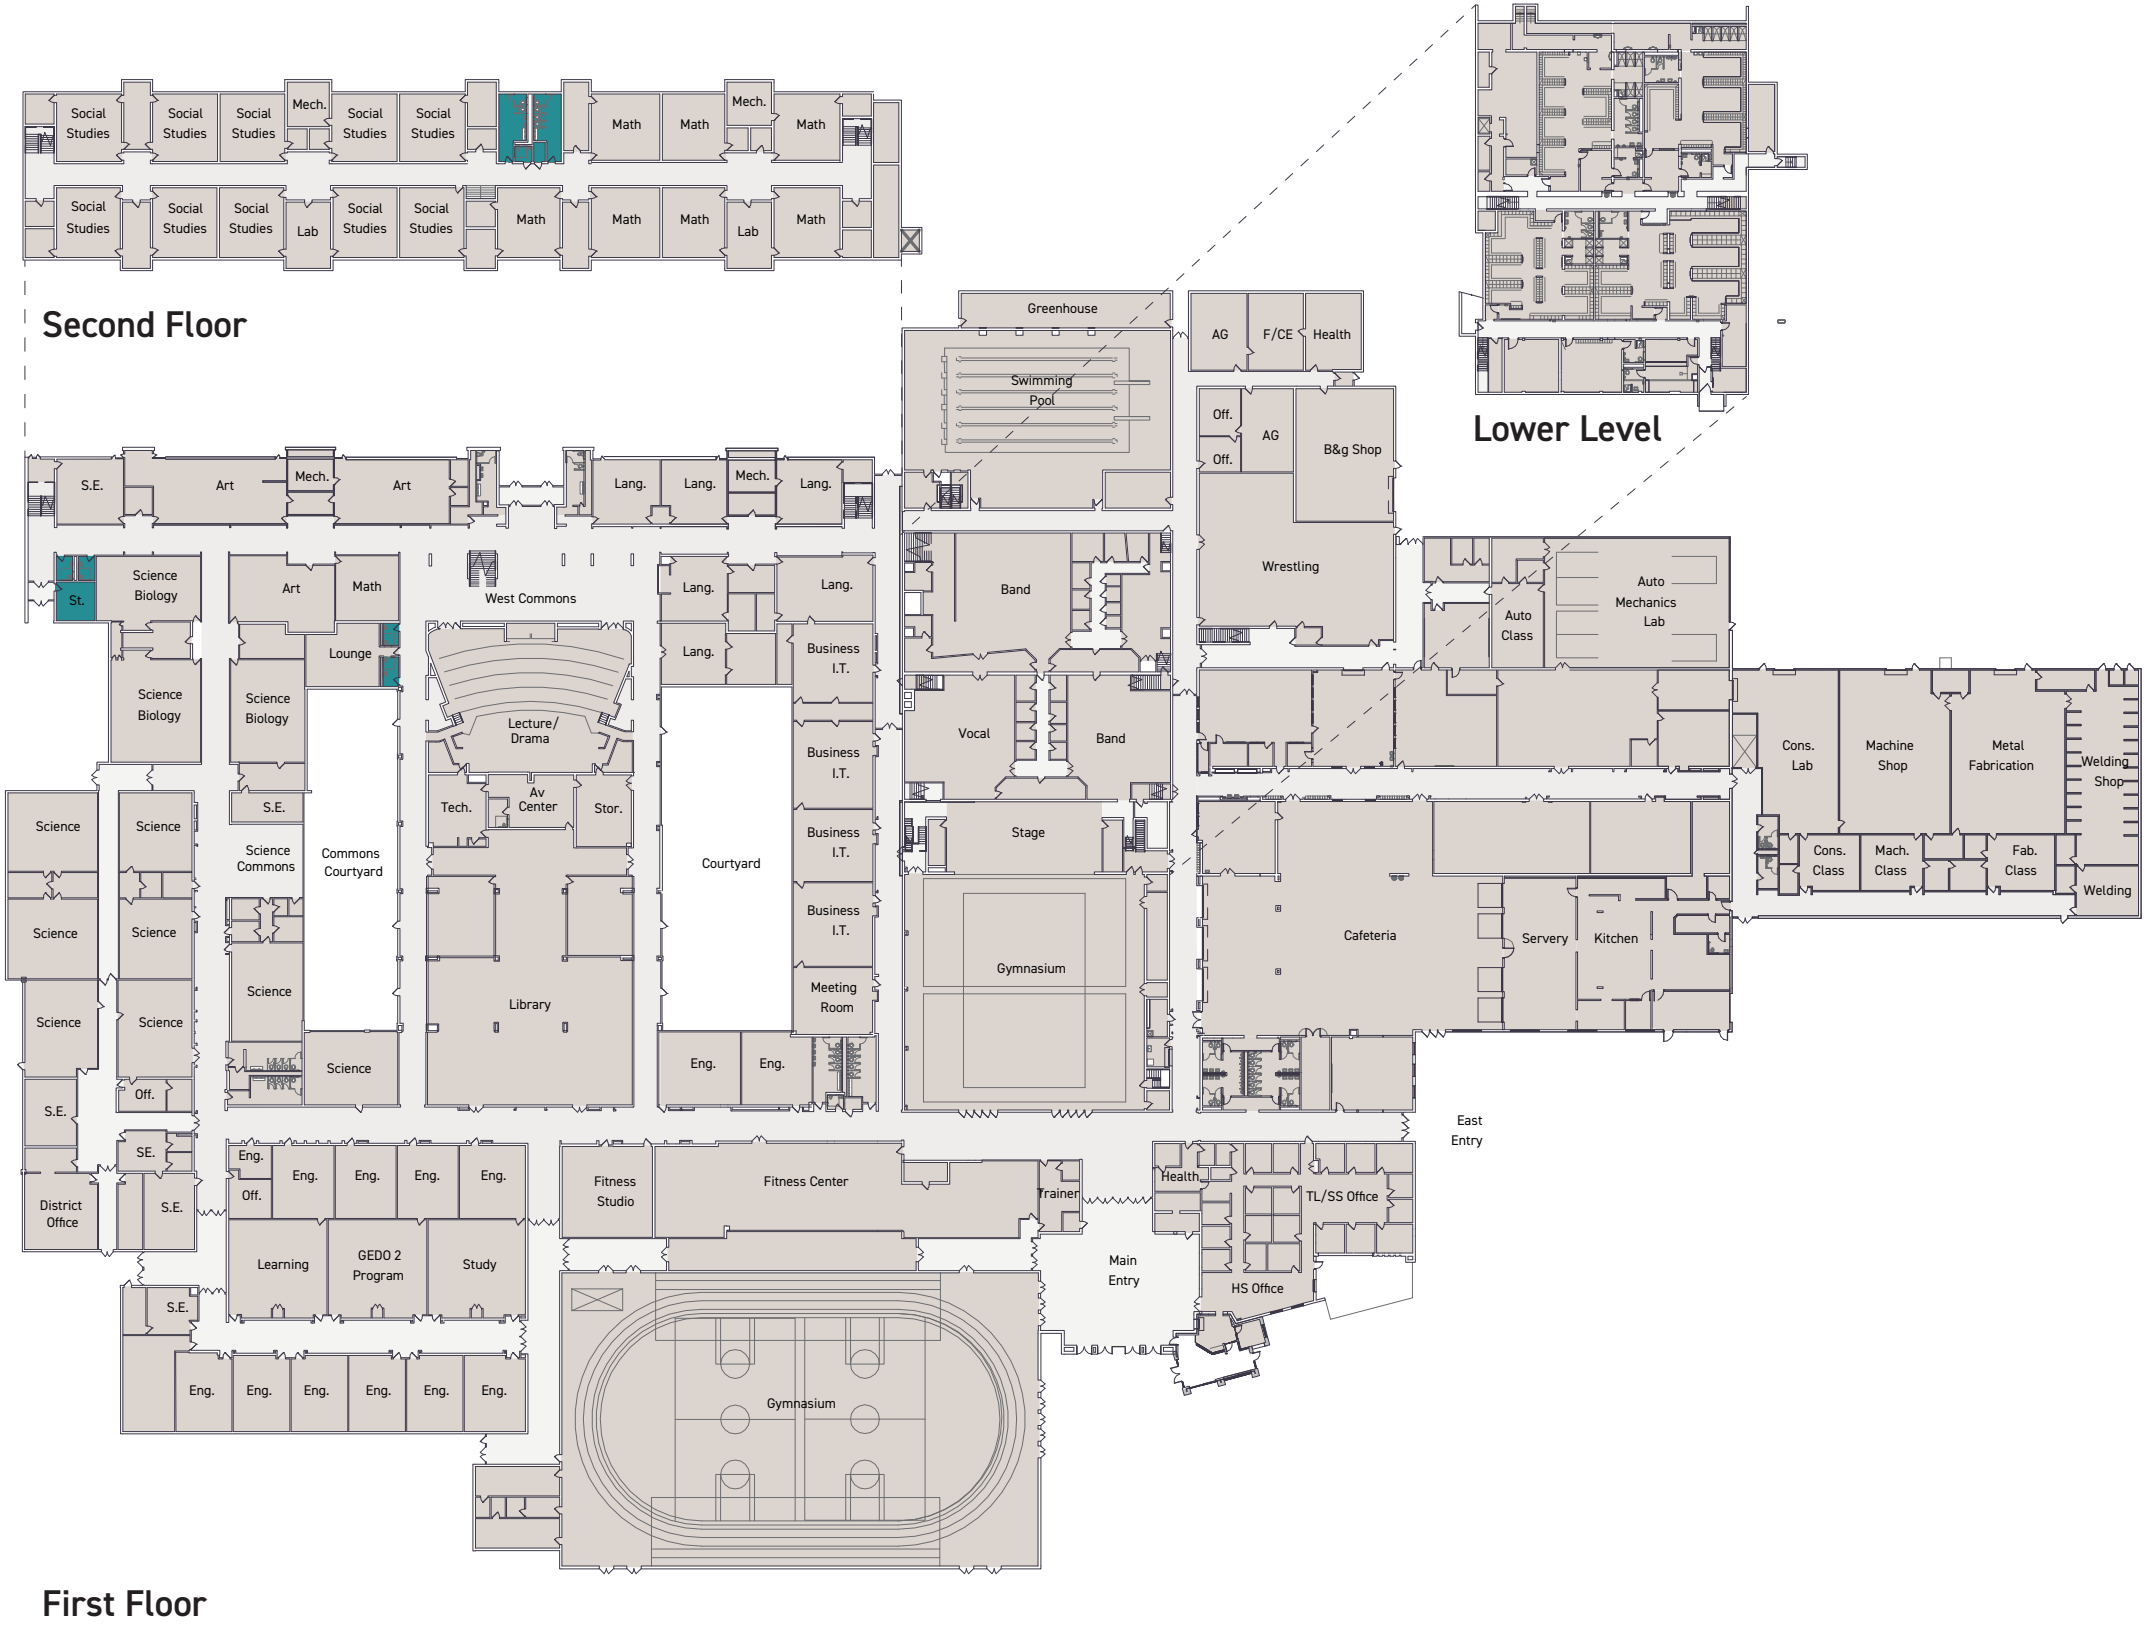 Social Studies
Social Studies
Social Studies
Mech.
Social Studies
Social Studies
Math
Math
Mech.
Math
Social Studies
Social Studies
Social Studies
Lab
Social Studies
Social Studies
Math
Math
Math
Lab
Math
Second Floor
Lower Level
Greenhouse
AG
F/CE
Health
Swimming
Pool
Off.
AG
Off.
B&g Shop
S.E.
Art
Mech.
Art
Lang.
Lang.
Mech.
Lang.
St.
Science
Biology
Art
Math
West Commons
Lang.
Lang.
Band
Wrestling
Auto
Class
Auto
Mechanics
Lab
Lounge
Lang.
Business
I.T.
Science
Biology
Science
Biology
Lecture/
Drama
Vocal
Band
Business
I.T.
Cons.
Lab
Machine
Shop
Metal
Fabrication
Welding
Shop
S.E.
Tech.
Av
Center
Stor.
Science
Science
Science
Commons
Commons
Courtyard
Courtyard
Business
I.T.
Stage
Cons.
Class
Mach.
Class
Fab.
Class
Welding
Science
Science
Business
I.T.
Cafeteria
Servery
Kitchen
Gymnasium
Science
Library
Meeting
Room
Science
Science
Science
Eng.
Eng.
Off.
S.E.
SE.
East
Entry
Eng.
Off.
Eng.
Eng.
Eng.
Eng.
Fitness
Studio
Fitness Center
Trainer
Health
TL/SS Office
District
Office
S.E.
Learning
GEDO 2
Program
Study
Main
Entry
HS Office
S.E.
Eng.
Eng.
Eng.
Eng.
Eng.
Eng.
Gymnasium
First Floor